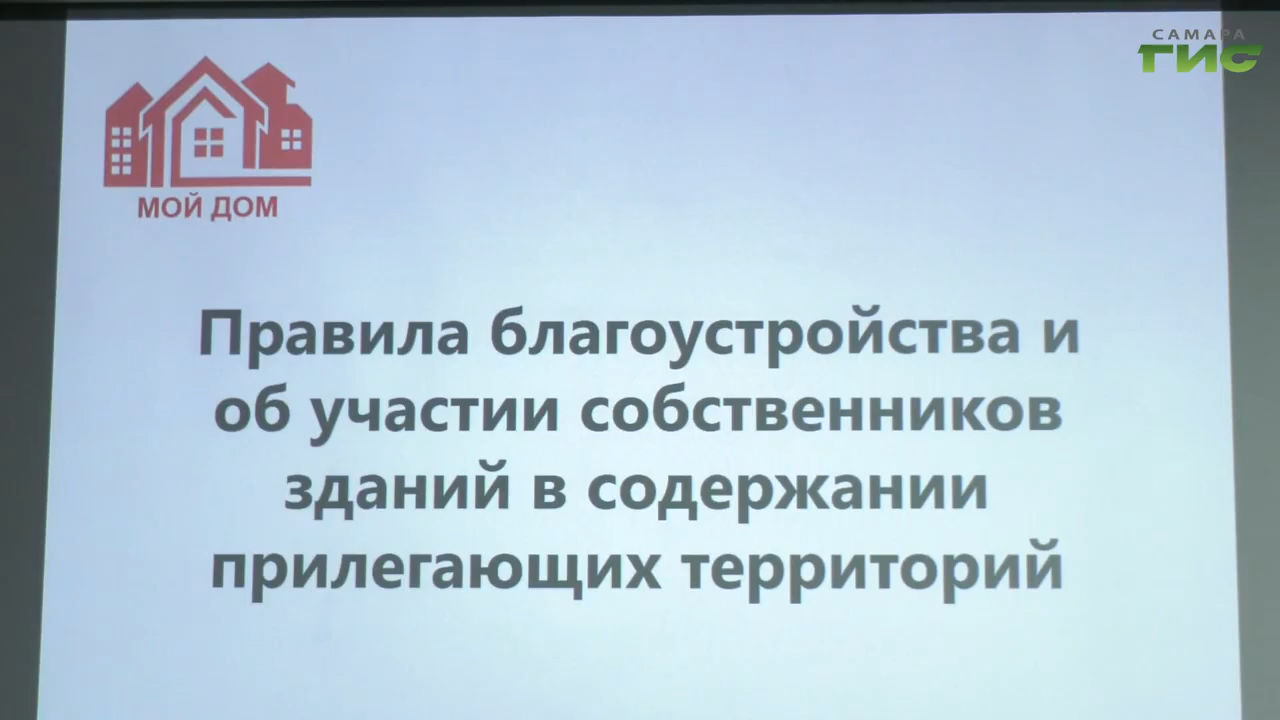 САМАРА
ГИС
МОЙ ДОМ
Правила благоустройства и
об участии собственников
зданий в содержании
прилегающих территорий